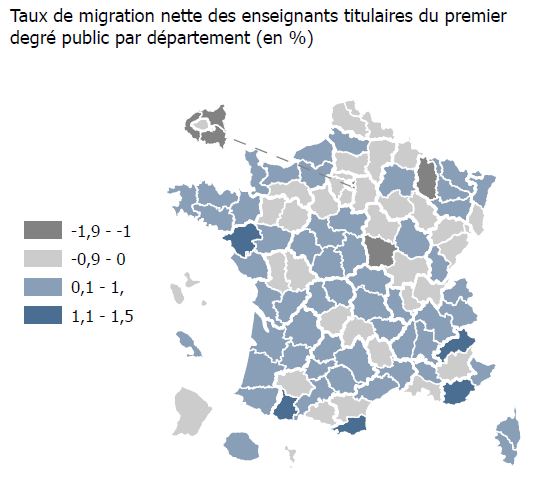 Taux de migration nette des enseignants titulaires du premier
degré public par département (en %)
-1,9 - -1
-0,9 - 0
0,1 - 1,
1,1 - 1,5